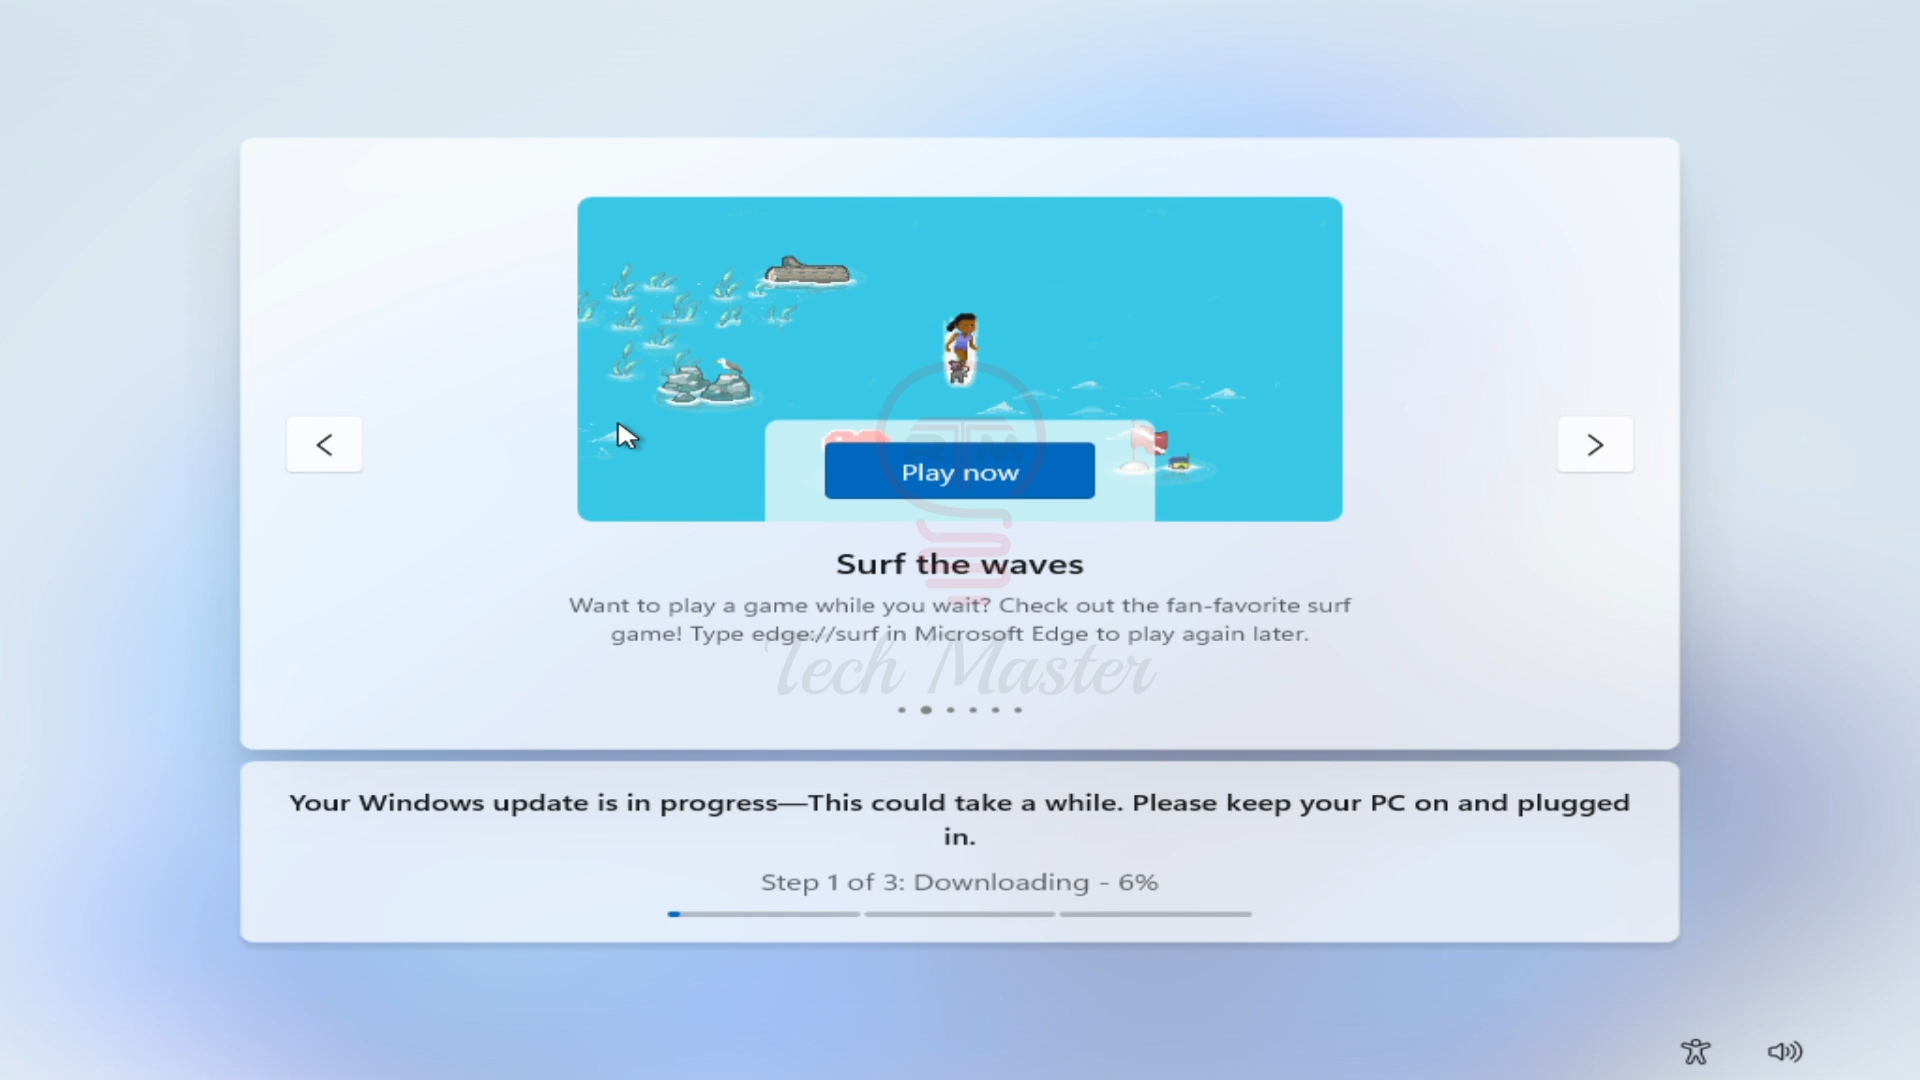 Play now
Surf the waves
Want to play a game while you wait? Check out the fan-favorite surf
game! Type edge://surf in Microsoft Edge to play again later.
Tech Master
Your Windows update is in progress—This could take a while. Please keep your PC on and plugged
in.
Step 1 of 3: Downloading - 6%